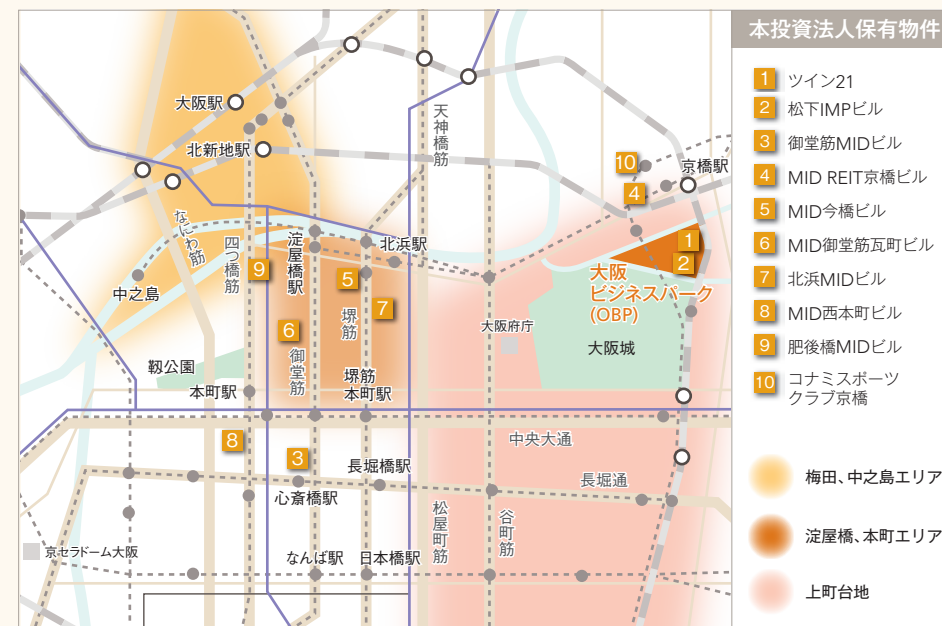 本投資法人保有物件
1 ツイン21
2 松下IMPビル
3 御堂筋MIDビル
4 MID REIT京橋ビル
5 MID今橋ビル
6 MID御堂筋瓦町ビル
7 北浜MIDビル
8 MID西本町ビル
9 肥後橋MIDビル
10 コナミスポーツ
クラブ京橋
梅田、中之島エリア
淀屋橋、本町エリア
上町台地
大阪駅
天神橋筋
北新地駅
10
京橋駅
4
なにわ筋
四つ橋筋
淀屋橋駅
北浜駅
1
2
9
5
中之島
大阪
ビジネスパーク
(OBP)
7
堺筋
6
大阪府庁
大阪城
御堂筋
靱公園
堺筋
本町駅
本町駅
8
中央大通
3
長堀橋駅
長堀通
心斎橋駅
松屋町筋
谷町筋
京セラドーム大阪
なんば駅
日本橋駅